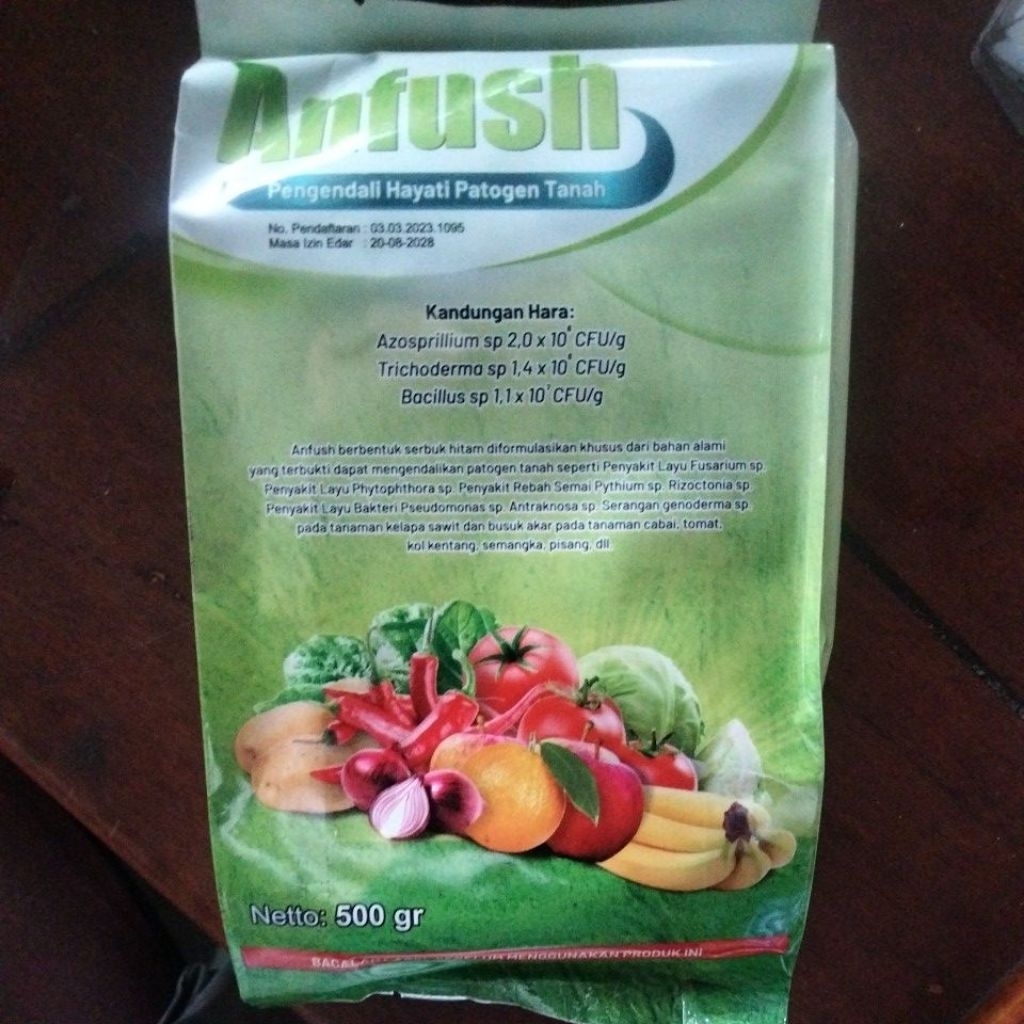 Anfush
Pengendali Hayati Patogen Tanah
No. Pendaftaran : 03.03.2023.1095
Masa Izin Edar : 20-08-2028
Kandungan Hara:
Azosprillium sp 2,0 x 10⁶ CFU/g
Trichoderma sp 1,4 x 10⁶ CFU/g
Bacillus sp 1,1 x 10⁷ CFU/g
Anfush berbentuk serbuk hitam diformulasikan khusus dari bahan alami
yang terbukti dapat mengendalikan patogen tanah seperti Penyakit Layu Fusarium sp.
Penyakit Layu Phytophthora sp. Penyakit Rebah Semai Pythium sp. Rizoctonia sp.
Penyakit Layu Bakteri Pseudomonas sp. Antraknosa sp. Serangan genoderma sp.
pada tanaman kelapa sawit dan busuk akar pada tanaman cabai, tomat,
kol kentang, semangka, pisang, dll.
Netto: 500 gr
MENGGUNAKAN PRODUK INI